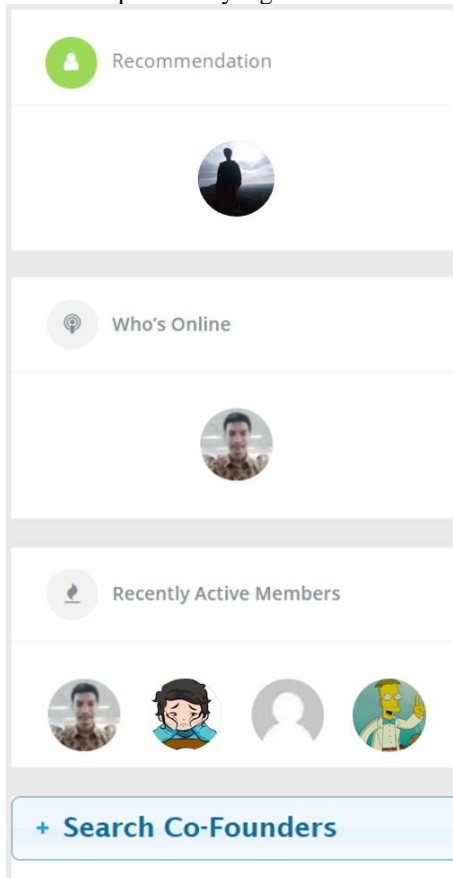 Recommendation
Who's Online
Recently Active Members
+ Search Co-Founders